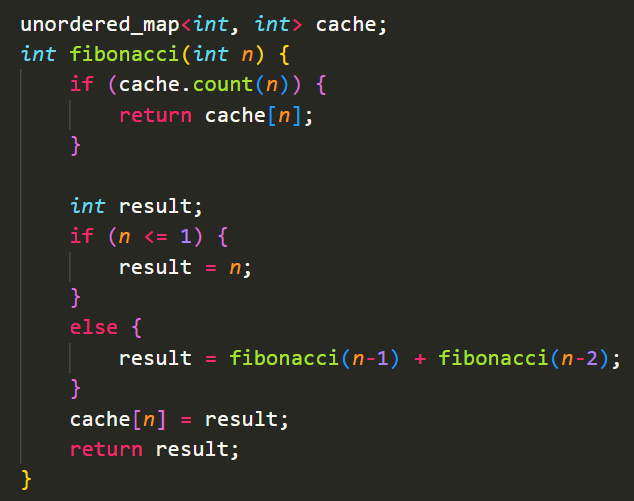 unordered_map<int, int> cache;
int fibonacci(int n) {
    if (cache.count(n)) {
        return cache[n];
    }

    int result;
    if (n <= 1) {
        result = n;
    }
    else {
        result = fibonacci(n-1) + fibonacci(n-2);
    }
    cache[n] = result;
    return result;
}